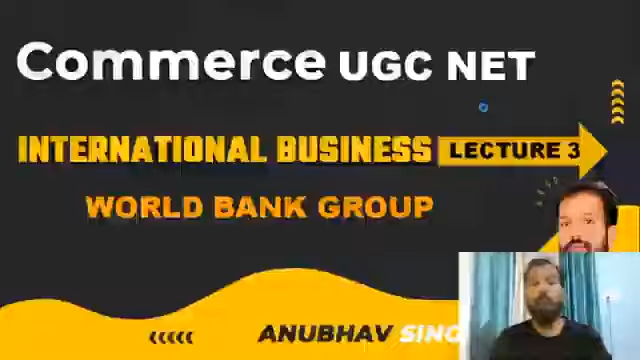 Commerce UGC NET
INTERNATIONAL BUSINESS LECTURE 3
WORLD BANK GROUP
ANUBHAV